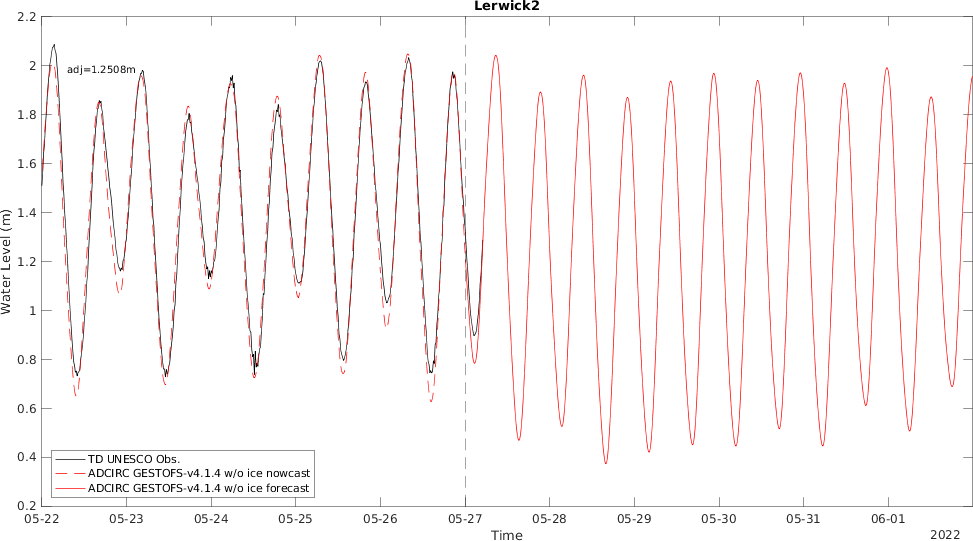 Lerwick2
adj=1.2508m
Water Level (m)
2.2
2
1.8
1.6
1.4
1.2
1
0.8
0.6
0.4
0.2
TD UNESCO Obs.
ADCIRC GESTOFS-v4.1.4 w/o ice nowcast
ADCIRC GESTOFS-v4.1.4 w/o ice forecast
05-22 05-23 05-24 05-25 05-26 05-27 05-28 05-29 05-30 05-31 06-01
Time
2022